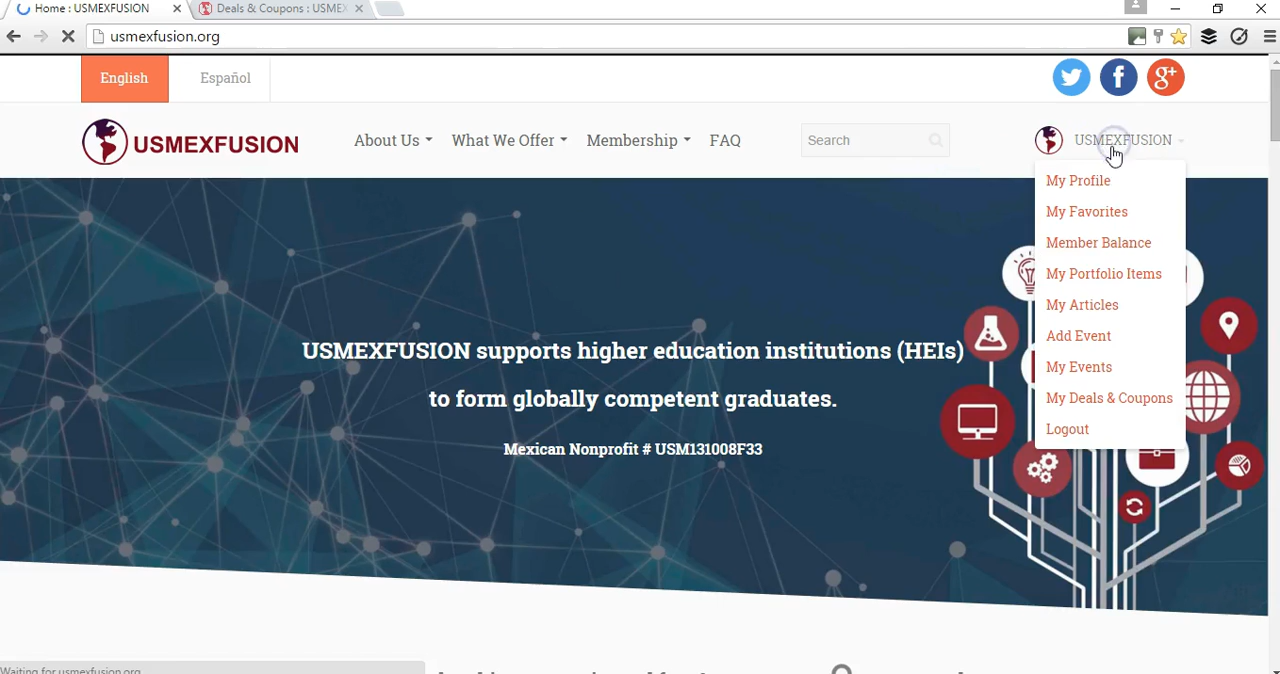 Home : USMEXFUSION
Deals & Coupons : USMEX
usmexfusion.org
English
Español
USMEXFUSION
About Us
What We Offer
Membership
FAQ
Search
USMEXFUSION
My Profile
My Favorites
Member Balance
My Portfolio Items
My Articles
Add Event
My Events
My Deals & Coupons
Logout
USMEXFUSION supports higher education institutions (HEIs)
to form globally competent graduates.
Mexican Nonprofit # USM131008F33
Waiting for usmexfusion.org